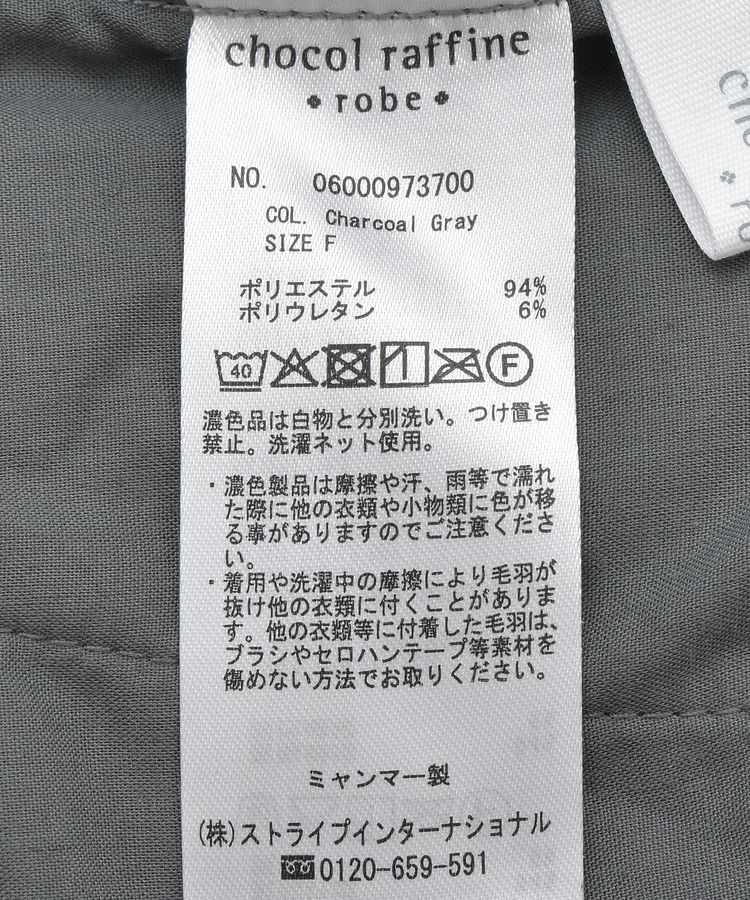 chocol raffine
robe
NO. 06000973700
COL. Charcoal Gray
SIZE F
ポリエステル 94%
ポリウレタン 6%
40 F
濃色品は白物と分別洗い。つけ置き
禁止。洗濯ネット使用。
・濃色製品は摩擦や汗、雨等で濡れ
た際に他の衣類や小物類に色が移
る事がありますのでご注意くださ
い。
・着用や洗濯中の摩擦により毛羽が
抜け他の衣類に付くことがありま
す。他の衣類等に付着した毛羽は、
ブラシやセロハンテープ等素材を
傷めない方法でお取りください。
ミャンマー製
(株)ストライプインターナショナル
0120-659-591